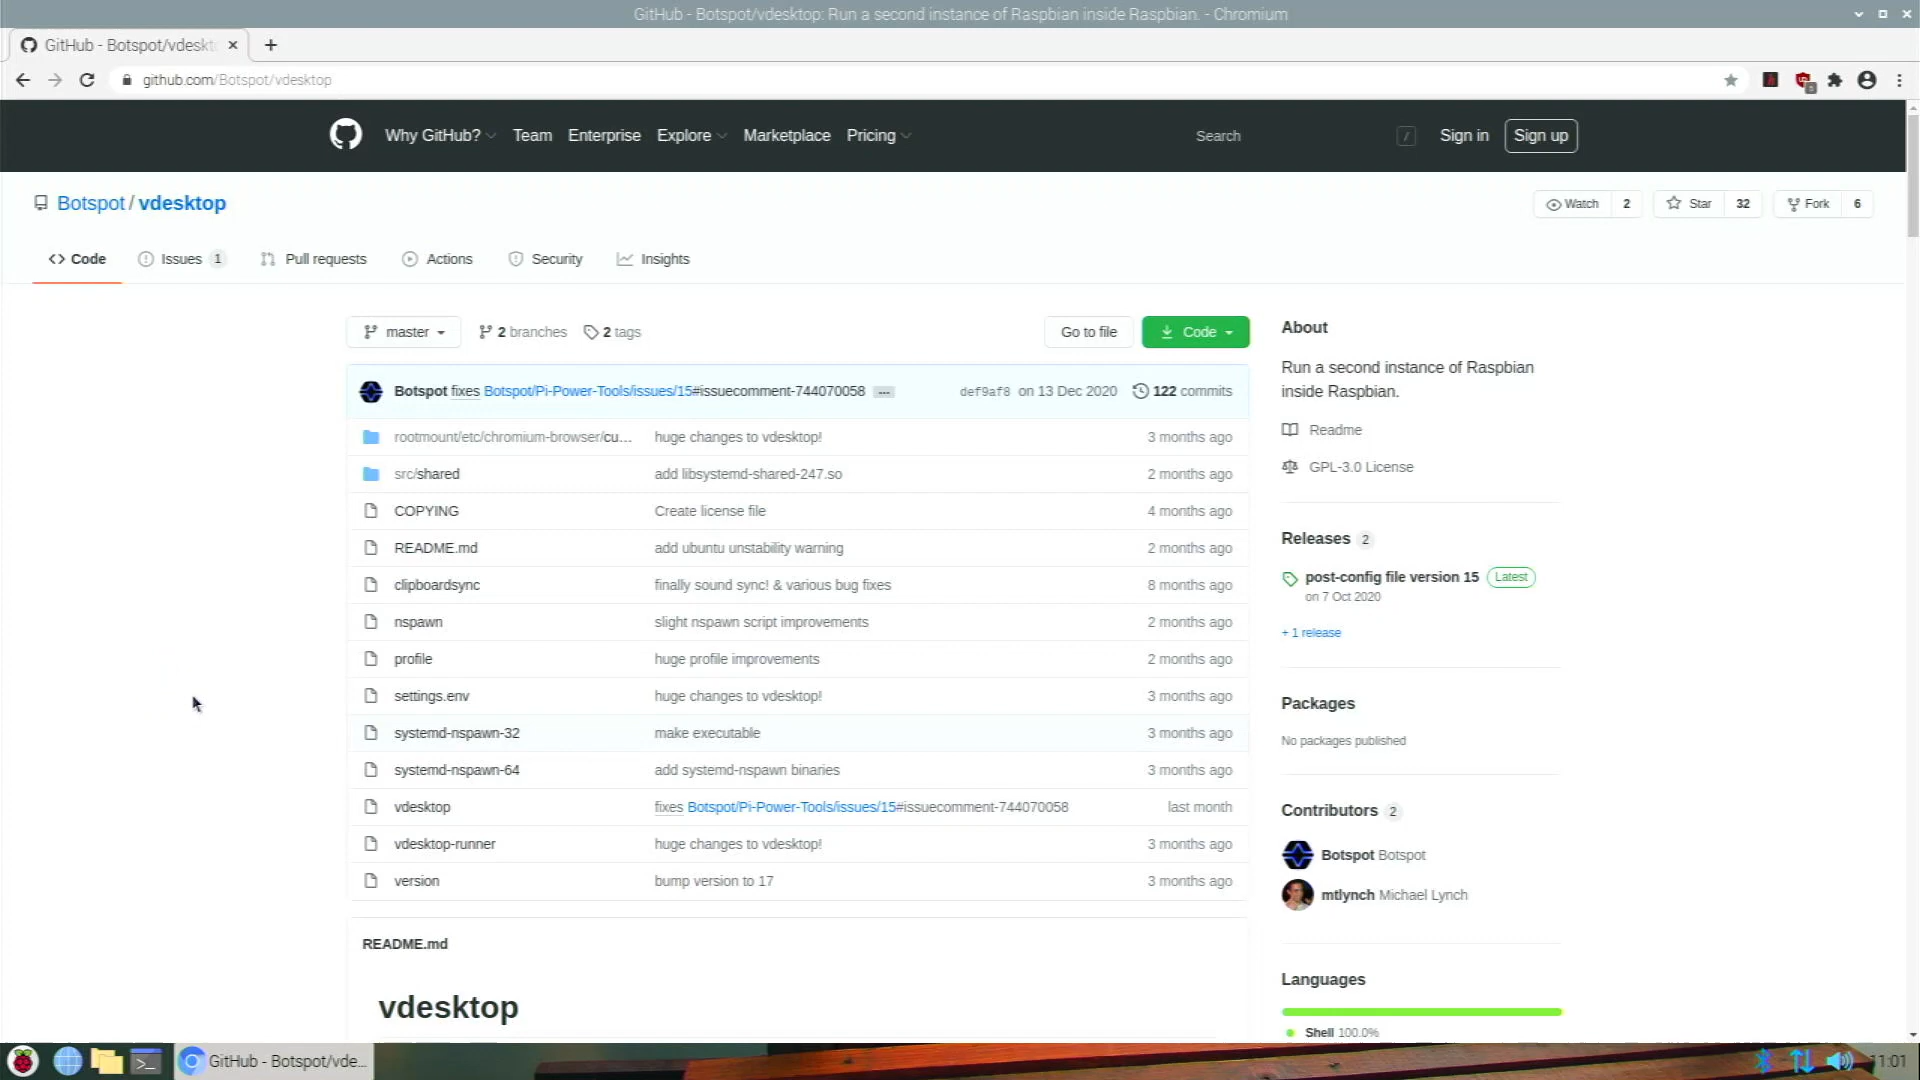 GitHub - Botspot/vdesktop: Run a second instance of Raspbian inside Raspbian. - Chromium
GitHub - Botspot/vdeskt
github.com/Botspot/vdesktop
Why GitHub? Team Enterprise Explore Marketplace Pricing Search / Sign in Sign up
Botspot / vdesktop Watch 2 Star 32 Fork 6
Code Issues 1 Pull requests Actions Security Insights
master 2 branches 2 tags Go to file Code
Botspot fixes Botspot/Pi-Power-Tools/issues/15#issuecomment-744070058 ... def9af8 on 13 Dec 2020 122 commits
rootmount/etc/chromium-browser/cu... huge changes to vdesktop! 3 months ago
src/shared add libsystemd-shared-247.so 2 months ago
COPYING Create license file 4 months ago
README.md add ubuntu unstability warning 2 months ago
clipboardsync finally sound sync! & various bug fixes 8 months ago
nspawn slight nspawn script improvements 2 months ago
profile huge profile improvements 2 months ago
settings.env huge changes to vdesktop! 3 months ago
systemd-nspawn-32 make executable 3 months ago
systemd-nspawn-64 add systemd-nspawn binaries 3 months ago
vdesktop fixes Botspot/Pi-Power-Tools/issues/15#issuecomment-744070058 last month
vdesktop-runner huge changes to vdesktop! 3 months ago
version bump version to 17 3 months ago
README.md
vdesktop
About
Run a second instance of Raspbian
inside Raspbian.
Readme
GPL-3.0 License
Releases 2
post-config file version 15 Latest
on 7 Oct 2020
+ 1 release
Packages
No packages published
Contributors 2
Botspot Botspot
mtlynch Michael Lynch
Languages
Shell 100.0%
GitHub - Botspot/vde... 11:01